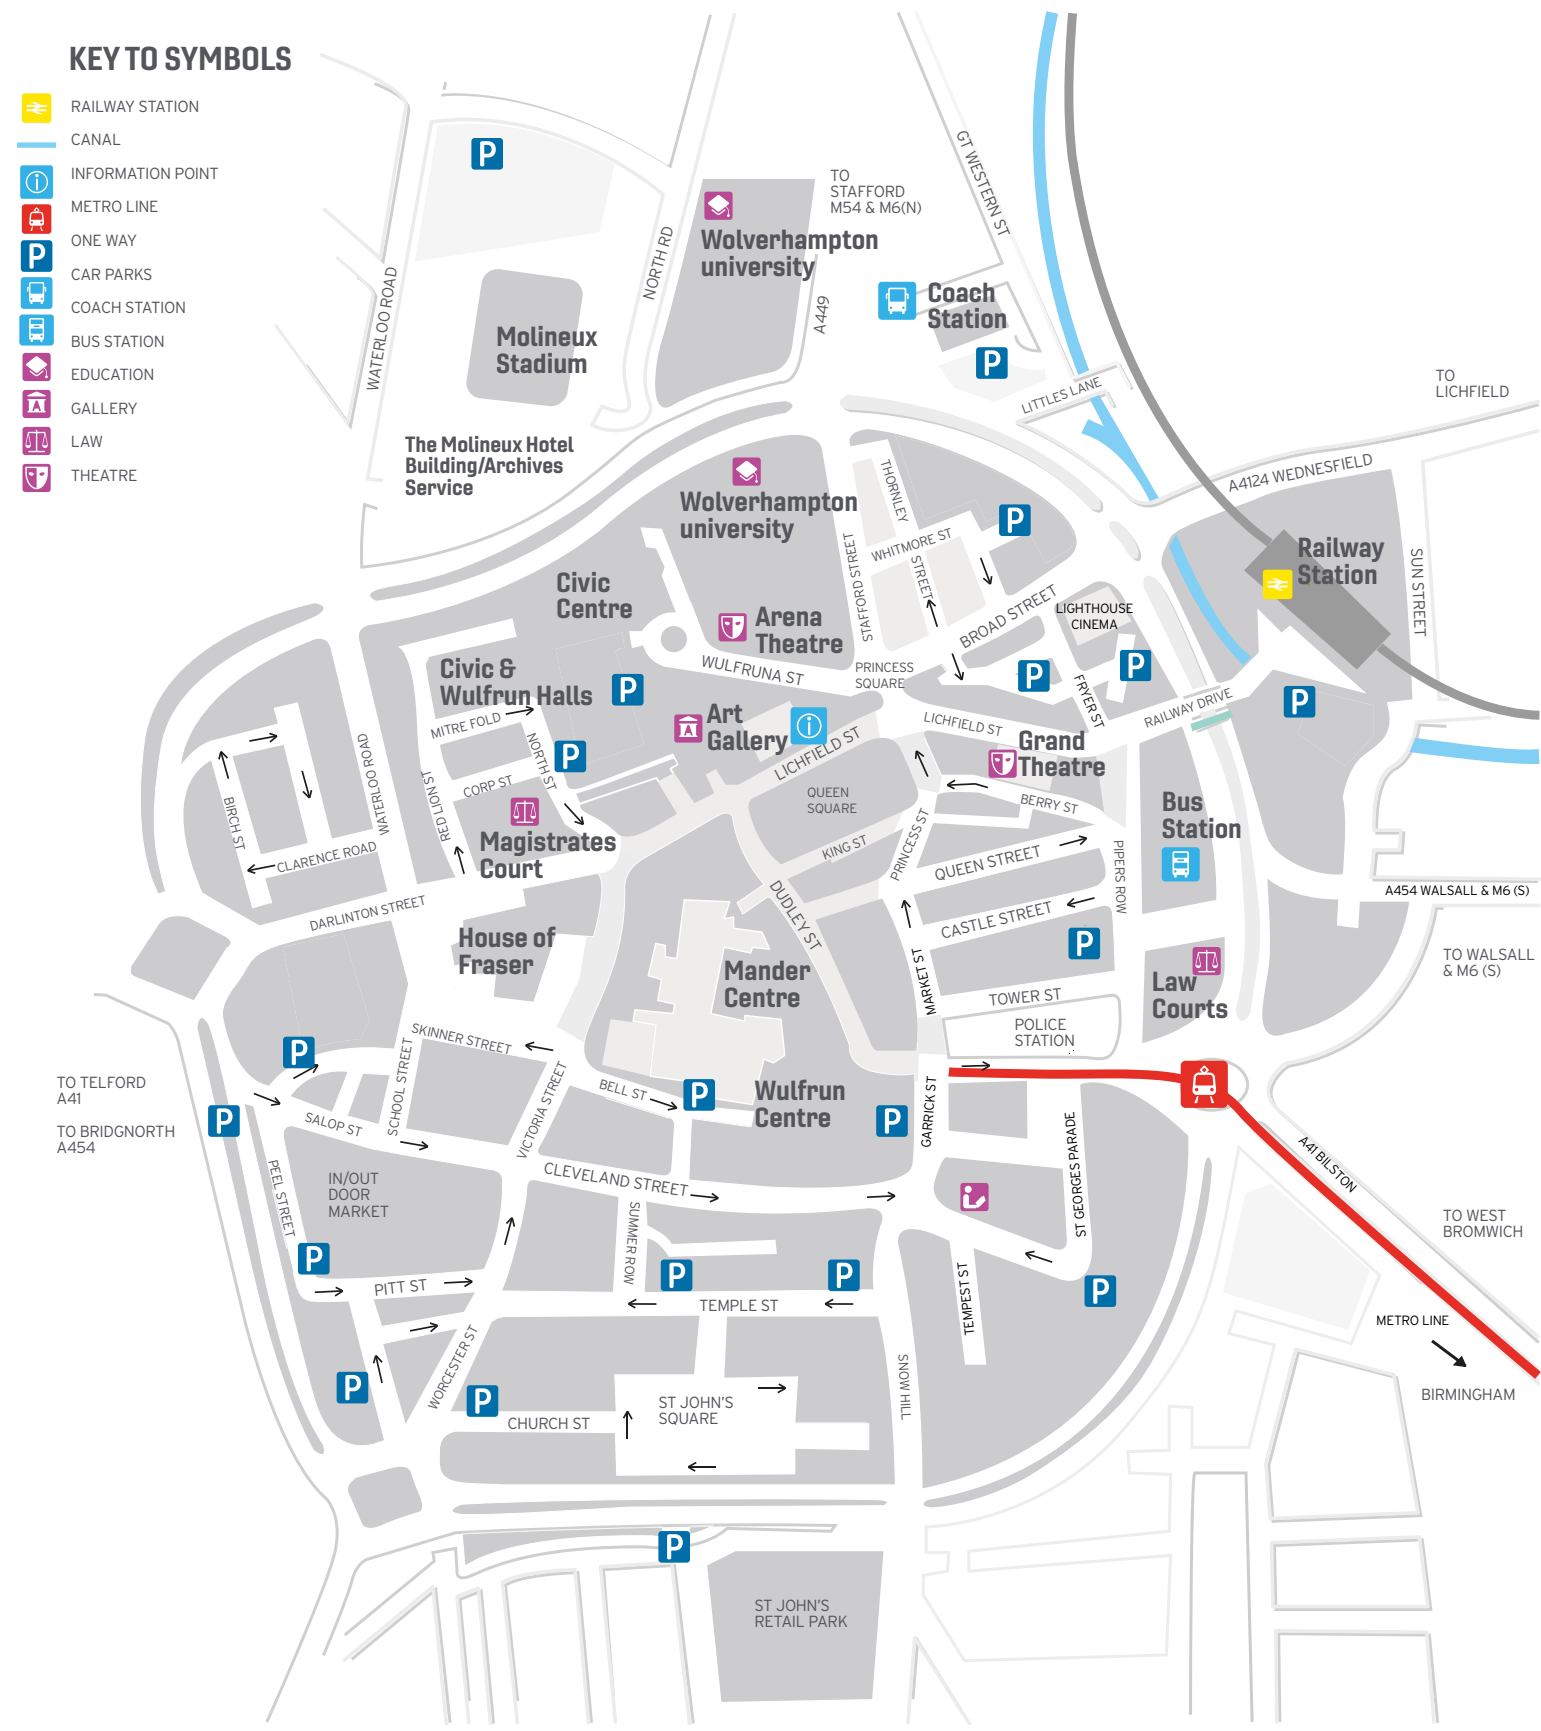 KEY TO SYMBOLS
RAILWAY STATION
CANAL
INFORMATION POINT
METRO LINE
ONE WAY
CAR PARKS
COACH STATION
BUS STATION
EDUCATION
GALLERY
LAW
THEATRE
P
GT WESTERN ST
TO
STAFFORD
M54 & M6(N)
Wolverhampton
university
NORTH RD
WATERLOO ROAD
A449
Coach
Station
P
Molineux
Stadium
LITTLES LANE
TO
LICHFIELD
The Molineux Hotel
Building/Archives
Service
A4124 WEDNESFIELD
Wolverhampton
university
THORNLEY
STREET
WHITMORE ST
P
STAFFORD STREET
Railway
Station
SUN STREET
Civic
Centre
Arena
Theatre
BROAD STREET
LIGHTHOUSE
CINEMA
WULFRUNA ST
PRINCESS
SQUARE
Civic &
Wulfrun Halls
P
P
P
P
FRYER ST
RAILWAY DRIVE
MITRE FOLD
Art
Gallery
LICHFIELD ST
LICHFIELD ST
Grand
Theatre
NORTH ST
P
WATERLOO ROAD
RED LION ST
CORP ST
BIRCH ST
CLARENCE ROAD
QUEEN
SQUARE
BERRY ST
Bus
Station
Magistrates
Court
KING ST
PRINCESS ST
QUEEN STREET
PIPERS ROW
A454 WALSALL & M6 (S)
DARLINTON STREET
DUDLEY ST
CASTLE STREET
P
House of
Fraser
Mander
Centre
MARKET ST
TO WALSALL
& M6 (S)
Law
Courts
TOWER ST
POLICE
STATION
SKINNER STREET
P
SCHOOL STREET
VICTORIA STREET
BELL ST
P
Wulfrun
Centre
P
GARRICK ST
TO TELFORD
A41
TO BRIDGNORTH
A454
P
SALOP ST
ST GEORGES PARADE
A41 BILSTON
PEEL STREET
IN/OUT
DOOR
MARKET
CLEVELAND STREET
SUMMER ROW
TO WEST
BROMWICH
P
PITT ST
P
P
P
TEMPEST ST
TEMPLE ST
METRO LINE
WORCESTER ST
SNOW HILL
P
P
BIRMINGHAM
CHURCH ST
ST JOHN'S
SQUARE
P
ST JOHN'S
RETAIL PARK